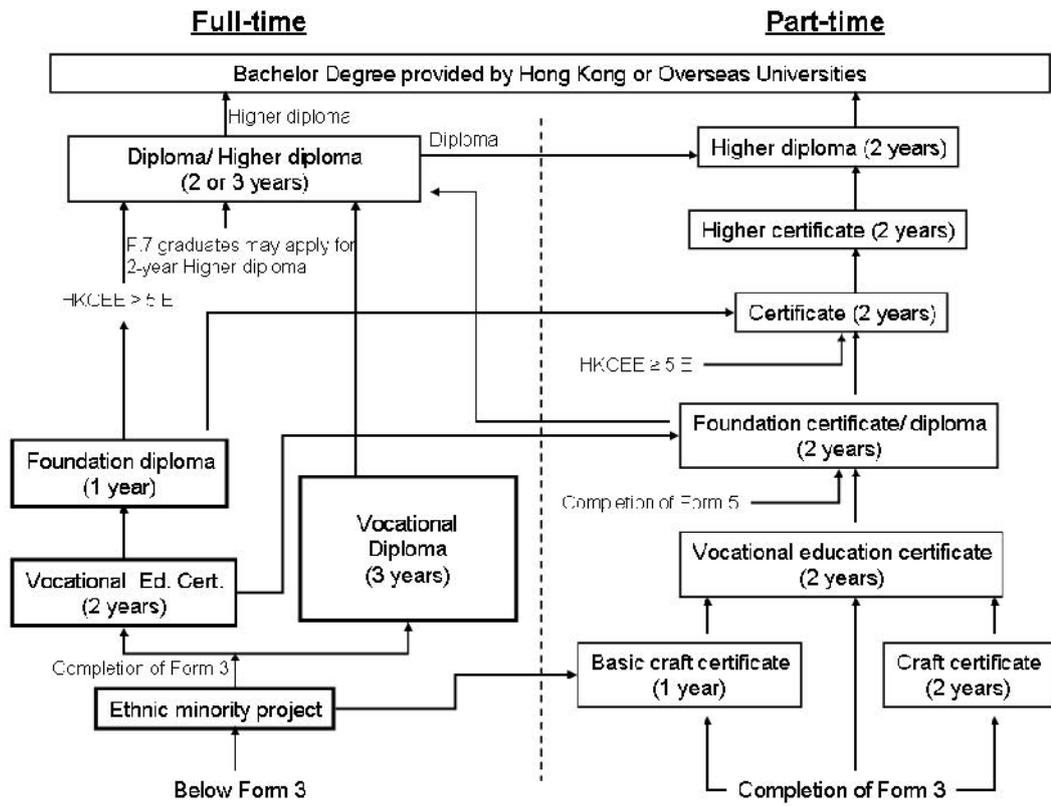 Full-time
Part-time
Bachelor Degree provided by Hong Kong or Overseas Universities
Higher diploma
Diploma
Diploma/ Higher diploma
(2 or 3 years)
Higher diploma (2 years)
Higher certificate (2 years)
F.7 graduates may apply for
2-year Higher diploma
HKCEE > 5 E
Certificate (2 years)
HKCEE ≥ 5 E
Foundation certificate/ diploma
(2 years)
Foundation diploma
(1 year)
Completion of Form 5
Vocational
Diploma
(3 years)
Vocational education certificate
(2 years)
Vocational Ed. Cert.
(2 years)
Completion of Form 3
Basic craft certificate
(1 year)
Craft certificate
(2 years)
Ethnic minority project
Below Form 3
Completion of Form 3